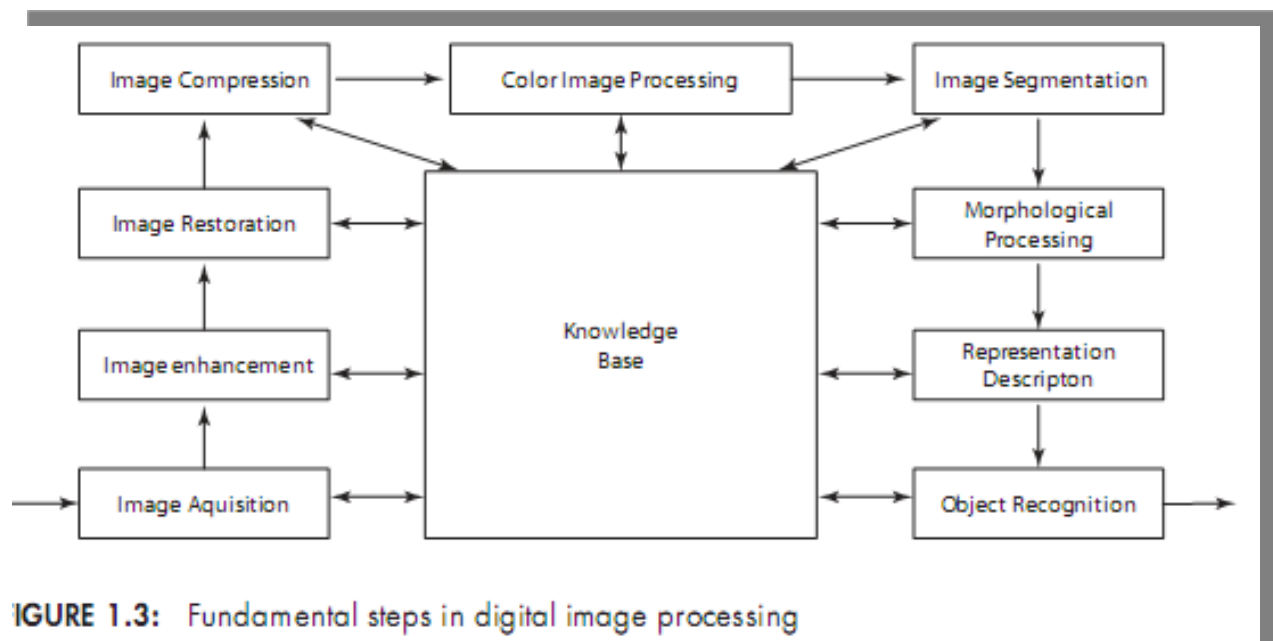 Image Compression
Color Image Processing
Image Segmentation
Image Restoration
Morphological
Processing
Knowledge
Base
Image enhancement
Representation
Descripton
Image Aquisition
Object Recognition
IGURE 1.3: Fundamental steps in digital image processing